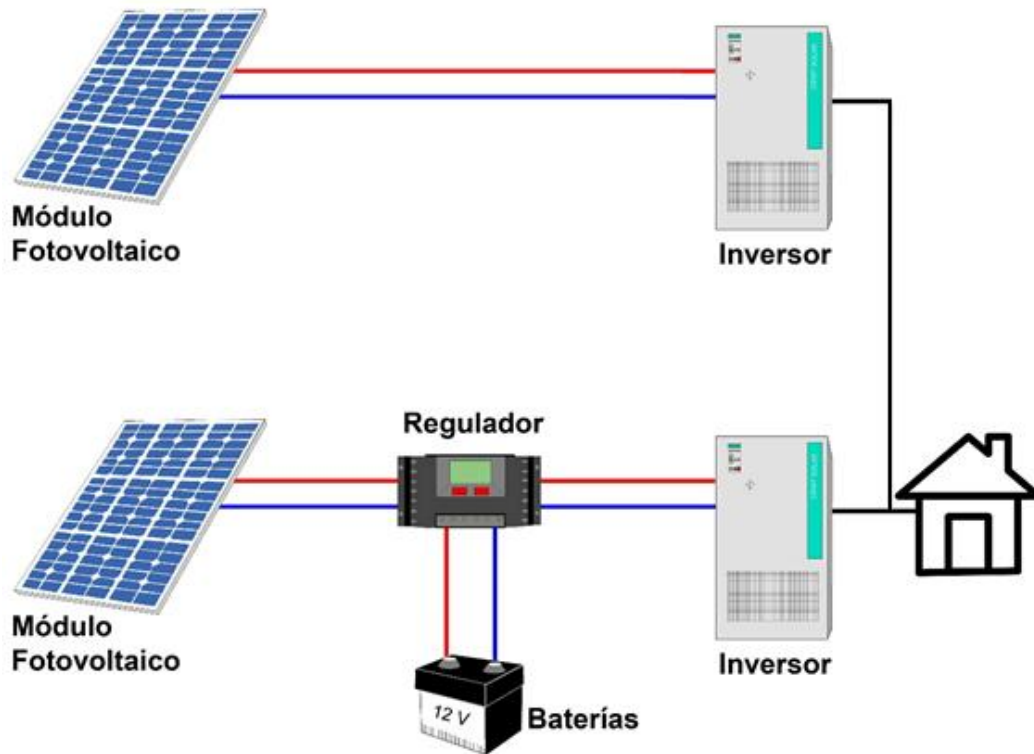 Módulo
Fotovoltaico
Inversor
Regulador
Módulo
Fotovoltaico
Inversor
12 V
Baterías